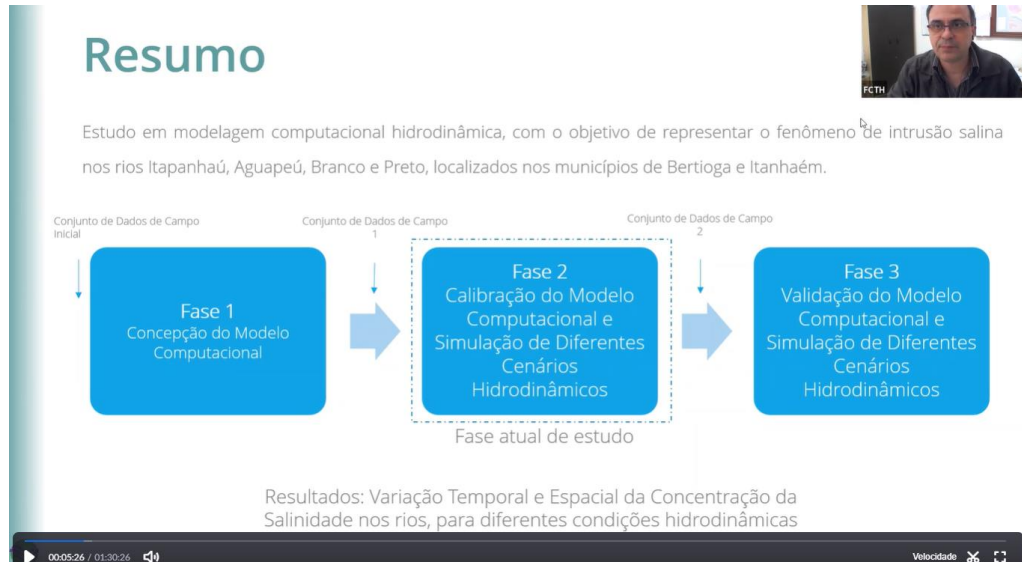 Resumo
FCTH
Estudo em modelagem computacional hidrodinâmica, com o objetivo de representar o fenômeno de intrusão salina
nos rios Itapanhaú, Aguapeú, Branco e Preto, localizados nos municípios de Bertioga e Itanhaém.
Conjunto de Dados de Campo
inicial
Conjunto de Dados de Campo
1
Conjunto de Dados de Campo
2
Fase 1
Concepção do Modelo
Computacional
Fase 2
Calibração do Modelo
Computacional e
Simulação de Diferentes
Cenários
Hidrodinâmicos
Fase 3
Validação do Modelo
Computacional e
Simulação de Diferentes
Cenários
Hidrodinâmicos
Fase atual de estudo
Resultados: Variação Temporal e Espacial da Concentração da
Salinidade nos rios, para diferentes condições hidrodinâmicas
00:05:26 / 01:30:26
Velocidade